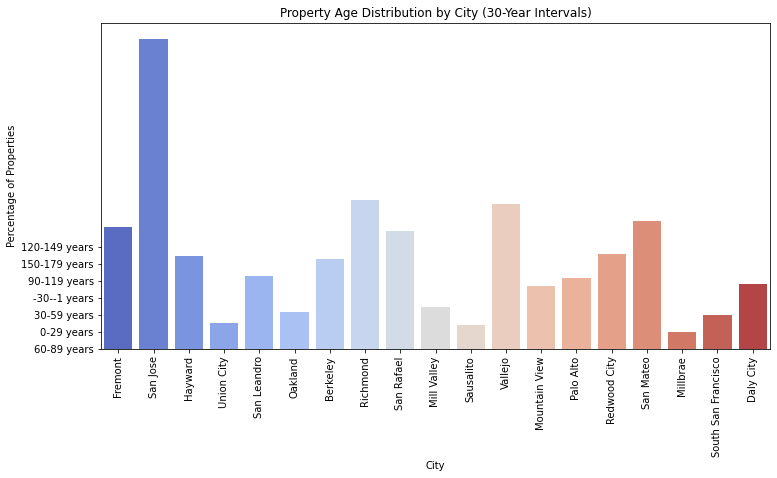 Property Age Distribution by City (30-Year Intervals)
Percentage of Properties
120-149 years
150-179 years
90-119 years
-30--1 years
30-59 years
0-29 years
60-89 years
Fremont
San Jose
Hayward
Union City
San Leandro
Oakland
Berkeley
Richmond
San Rafael
Mill Valley
Sausalito
Vallejo
Mountain View
Palo Alto
Redwood City
San Mateo
Millbrae
South San Francisco
Daly City
City